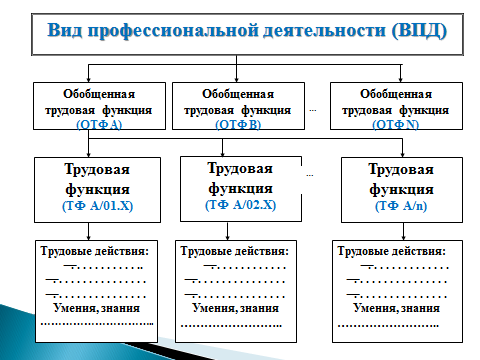 Вид профессиональной деятельности (ВПД)
Обобщенная трудовая функция (ОТФ А)
Обобщенная трудовая функция (ОТФ В)
...
Обобщенная трудовая функция (ОТФ N)
Трудовая функция (ТФ А/01.Х)
Трудовая функция (ТФ А/02.Х)
...
Трудовая функция (ТФ А/n)
Трудовые действия:
—. . . . . . . . . . . ..
—. . . . . . . . . . . . .
—. . . . . . . . . . . . .
Умения, знания
…………………………..
Трудовые действия:
—. . . . . . . . . . . .
—. . . . . . . . . . . . .
—. . . . . . . . . . . . .
Умения, знания
……………………..
Трудовые действия:
—. . . . . . . . . . . .
—. . . . . . . . . . . . .
—. . . . . . . . . . . . .
Умения, знания
……………………..